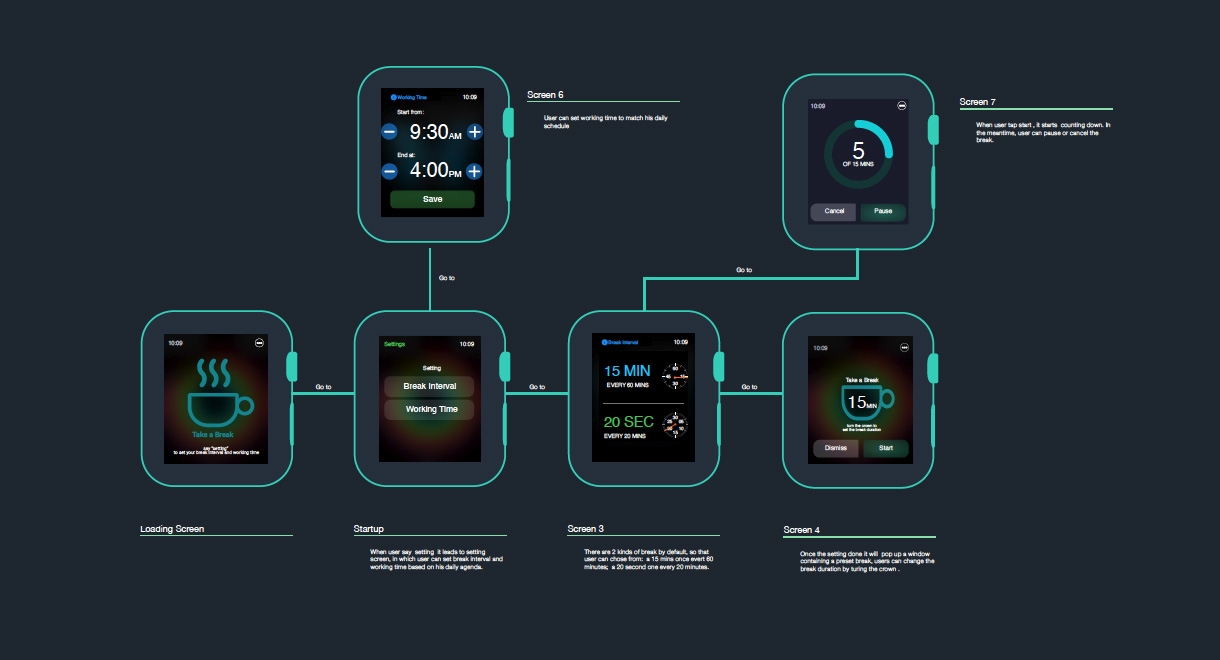 Working Time 10:09
Start from:
9:30AM
End at:
4:00PM
Save
Screen 6
User can set working time to match his daily
schedule
10:09
5
OF 15 MINS
Cancel Pause
Screen 7
When user tap start , it starts counting down. In
the meantime, user can pause or cancel the
break.
Go to
Go to
10:09
Take a Break
say "setting"
to set your break interval and working time
Go to
Settings 10:09
Setting
Break Interval
Working Time
Go to
Break Interval 10:09
15 MIN
EVERY 60 MINS
60
45 15
30
20 SEC
EVERY 20 MINS
60
Go to
10:09
Take a Break
15MIN
turn the crown to
set the break duration
Dismiss Start
Loading Screen
Startup
When user say setting it leads to setting
screen, in which user can set break interval and
working time based on his daily agenda.
Screen 3
There are 2 kinds of break by default, so that
user can chose from: a 15 mins once evert 60
minutes; a 20 second one every 20 minutes.
Screen 4
Once the setting done it will pop up a window
containing a preset break, users can change the
break duration by turing the crown .